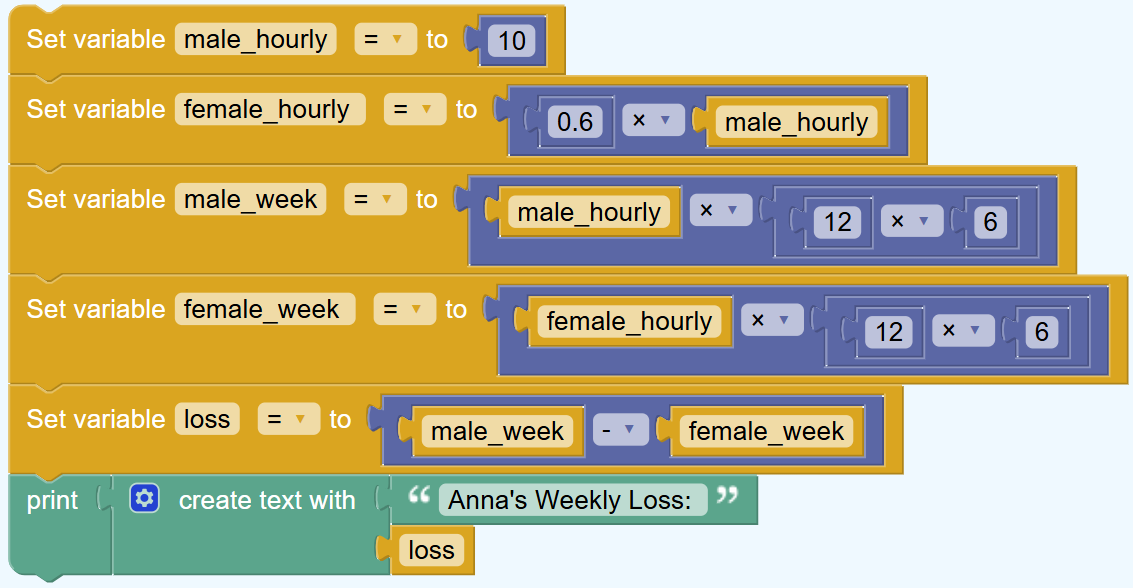 Set variable male_hourly = to 10
Set variable female_hourly = to 0.6 × male_hourly
Set variable male_week = to male_hourly × 12 × 6
Set variable female_week = to female_hourly × 12 × 6
Set variable loss = to male_week - female_week
print create text with “ Anna's Weekly Loss: ”
loss